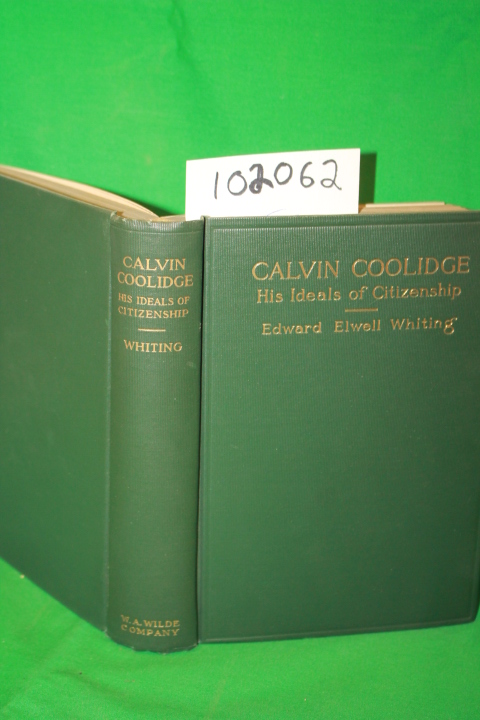 102062
CALVIN
COOLIDGE
HIS IDEALS OF
CITIZENSHIP
WHITING
W. A. WILDE
COMPANY
CALVIN COOLIDGE
His Ideals of Citizenship
Edward Elwell Whiting